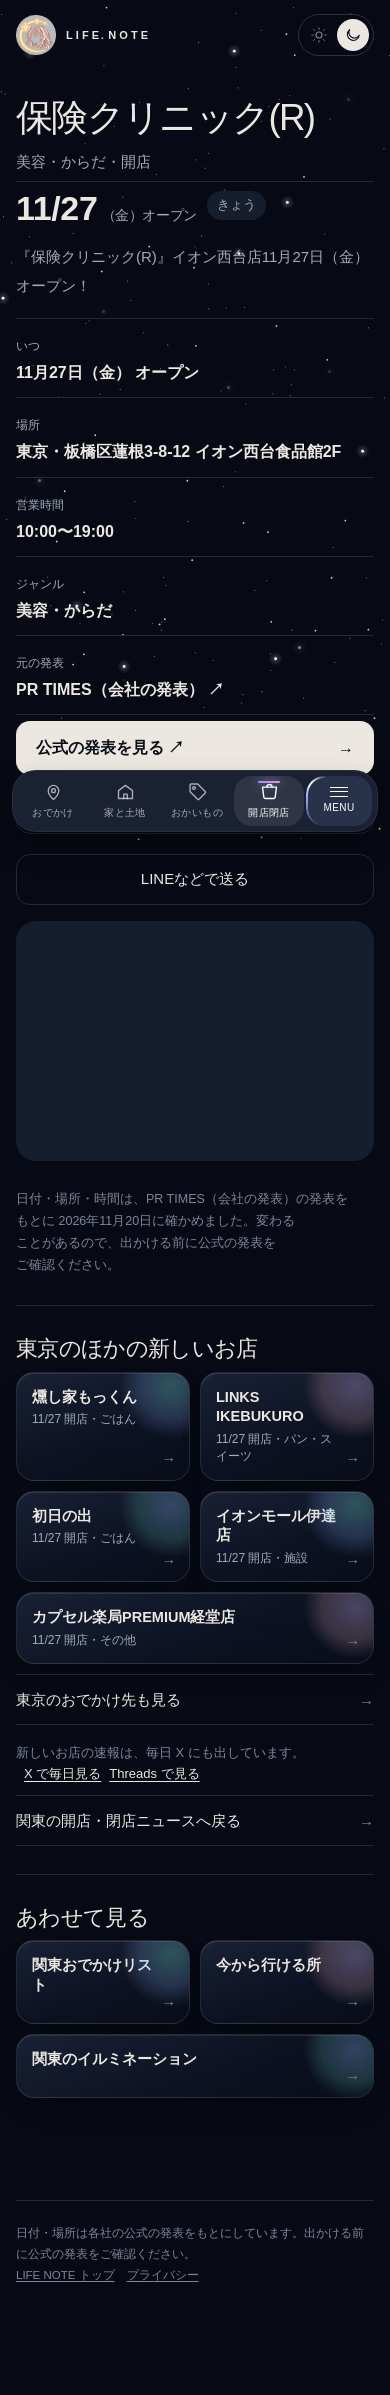 LIFE.NOTE
保険クリニック(R)
美容・からだ・開店
11/27 （金）オープン きょう
『保険クリニック(R)』イオン西台店11月27日（金）
オープン！
いつ
11月27日（金） オープン
場所
東京・板橋区蓮根3-8-12 イオン西台食品館2F
営業時間
10:00〜19:00
ジャンル
美容・からだ
元の発表
PR TIMES（会社の発表） ↗
公式の発表を見る ↗ →
おでかけ 家と土地 おかいもの 開店閉店 MENU
LINEなどで送る
日付・場所・時間は、PR TIMES（会社の発表）の発表を
もとに 2026年11月20日に確かめました。変わる
ことがあるので、出かける前に公式の発表を
ご確認ください。
東京のほかの新しいお店
燻し家もっくん
11/27 開店・ごはん
→
LINKS
IKEBUKURO
11/27 開店・パン・ス
イーツ
→
初日の出
11/27 開店・ごはん
→
イオンモール伊達
店
11/27 開店・施設
→
カプセル楽局PREMIUM経堂店
11/27 開店・その他
→
東京のおでかけ先も見る →
新しいお店の速報は、毎日 X にも出しています。
X で毎日見る Threads で見る
関東の開店・閉店ニュースへ戻る →
あわせて見る
関東おでかけリス
ト
→
今から行ける所
→
関東のイルミネーション
→
日付・場所は各社の公式の発表をもとにしています。出かける前
に公式の発表をご確認ください。
LIFE NOTE トップ プライバシー